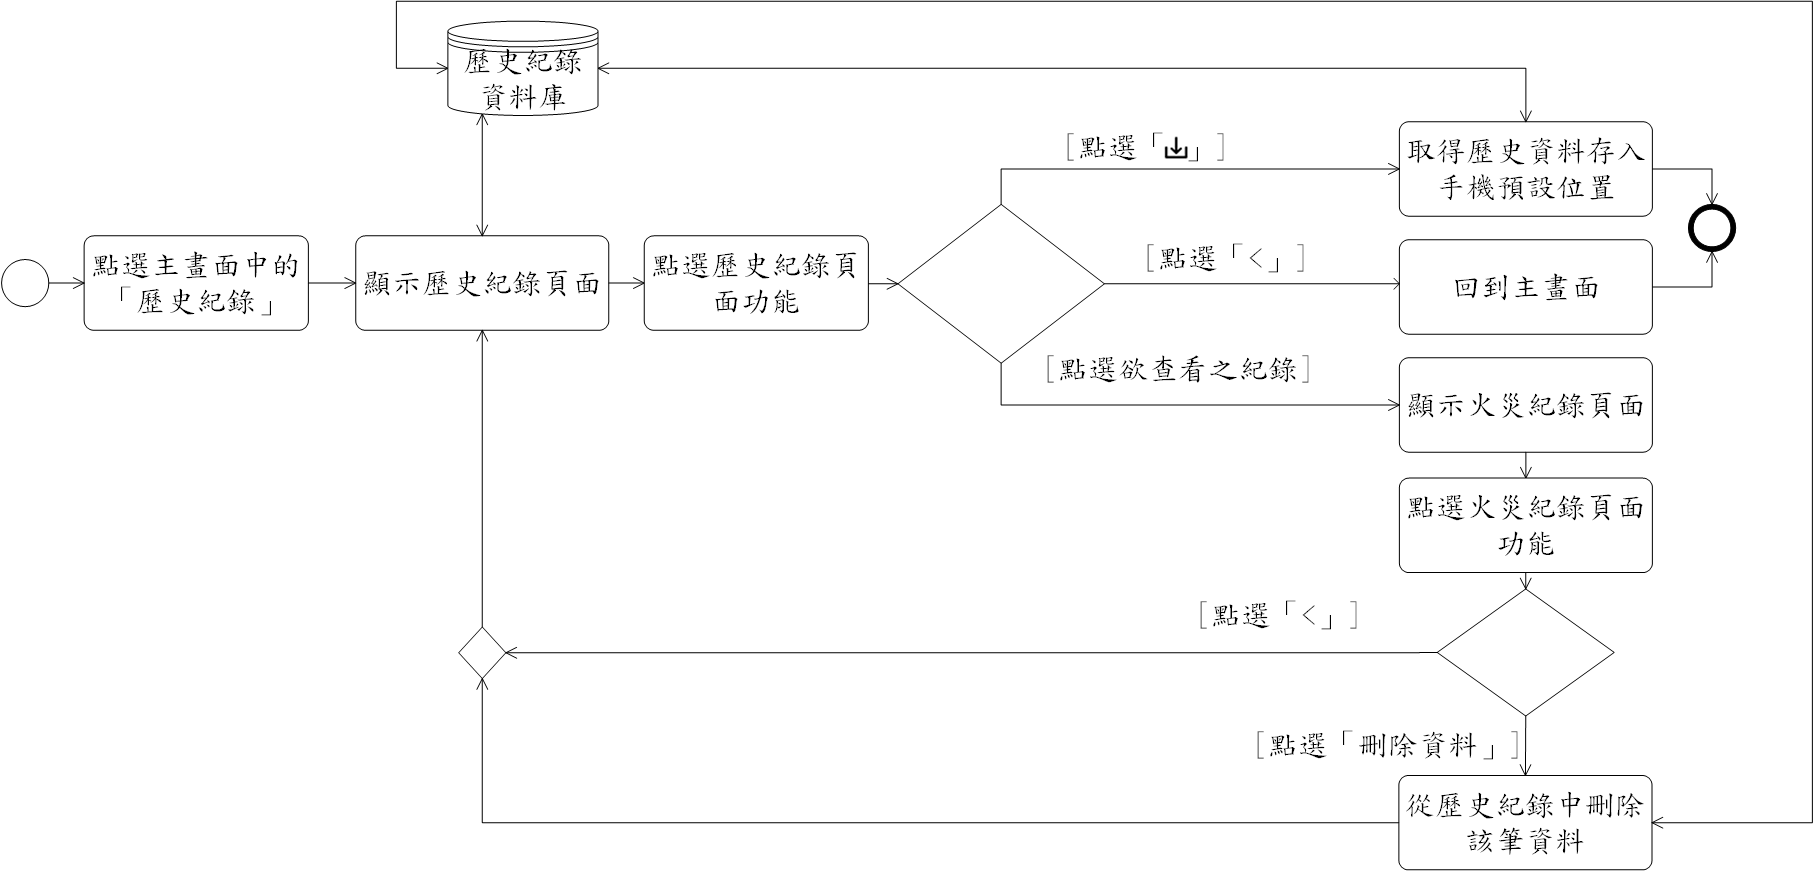 歷史紀錄
資料庫
[點選「」]
取得歷史資料存入
手機預設位置
點選主畫面中的
「歷史紀錄」
顯示歷史紀錄頁面
點選歷史紀錄頁
面功能
[點選「<」]
回到主畫面
[點選欲查看之紀錄]
顯示火災紀錄頁面
點選火災紀錄頁面
功能
[點選「<」]
[點選「刪除資料」]
從歷史紀錄中刪除
該筆資料